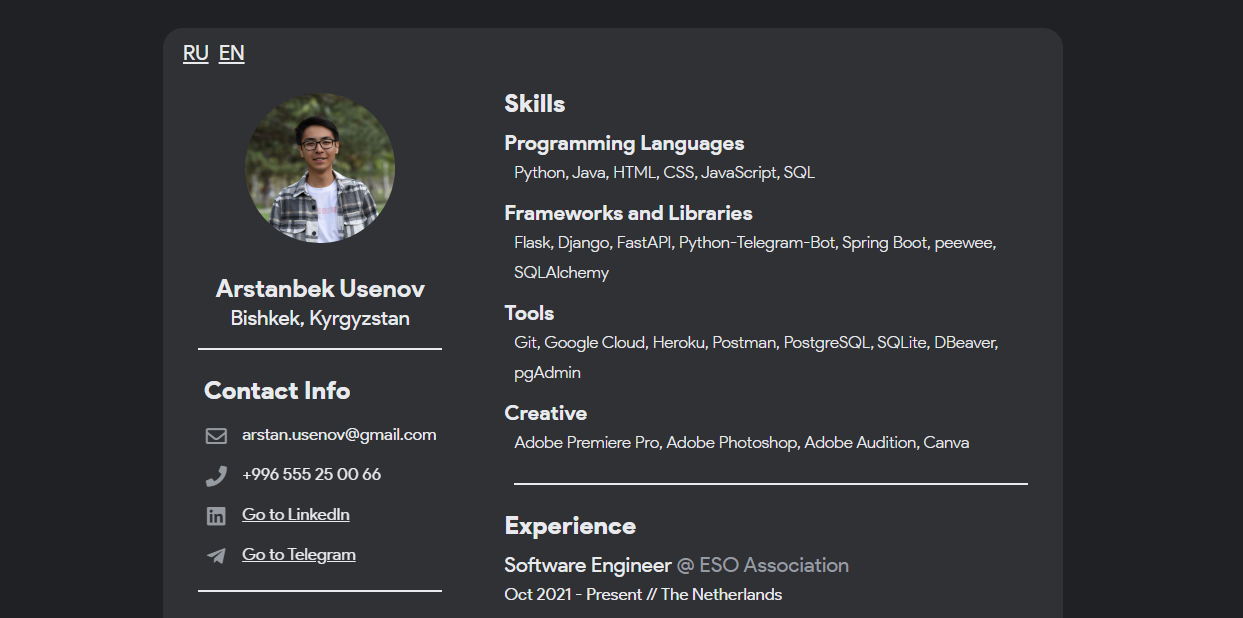 RU EN
Arstanbek Usenov
Bishkek, Kyrgyzstan
Contact Info
arstan.usenov@gmail.com
+996 555 25 00 66
Go to LinkedIn
Go to Telegram
Skills
Programming Languages
Python, Java, HTML, CSS, JavaScript, SQL
Frameworks and Libraries
Flask, Django, FastAPI, Python-Telegram-Bot, Spring Boot, peewee,
SQLAlchemy
Tools
Git, Google Cloud, Heroku, Postman, PostgreSQL, SQLite, DBeaver,
pgAdmin
Creative
Adobe Premiere Pro, Adobe Photoshop, Adobe Audition, Canva
Experience
Software Engineer @ ESO Association
Oct 2021 - Present // The Netherlands